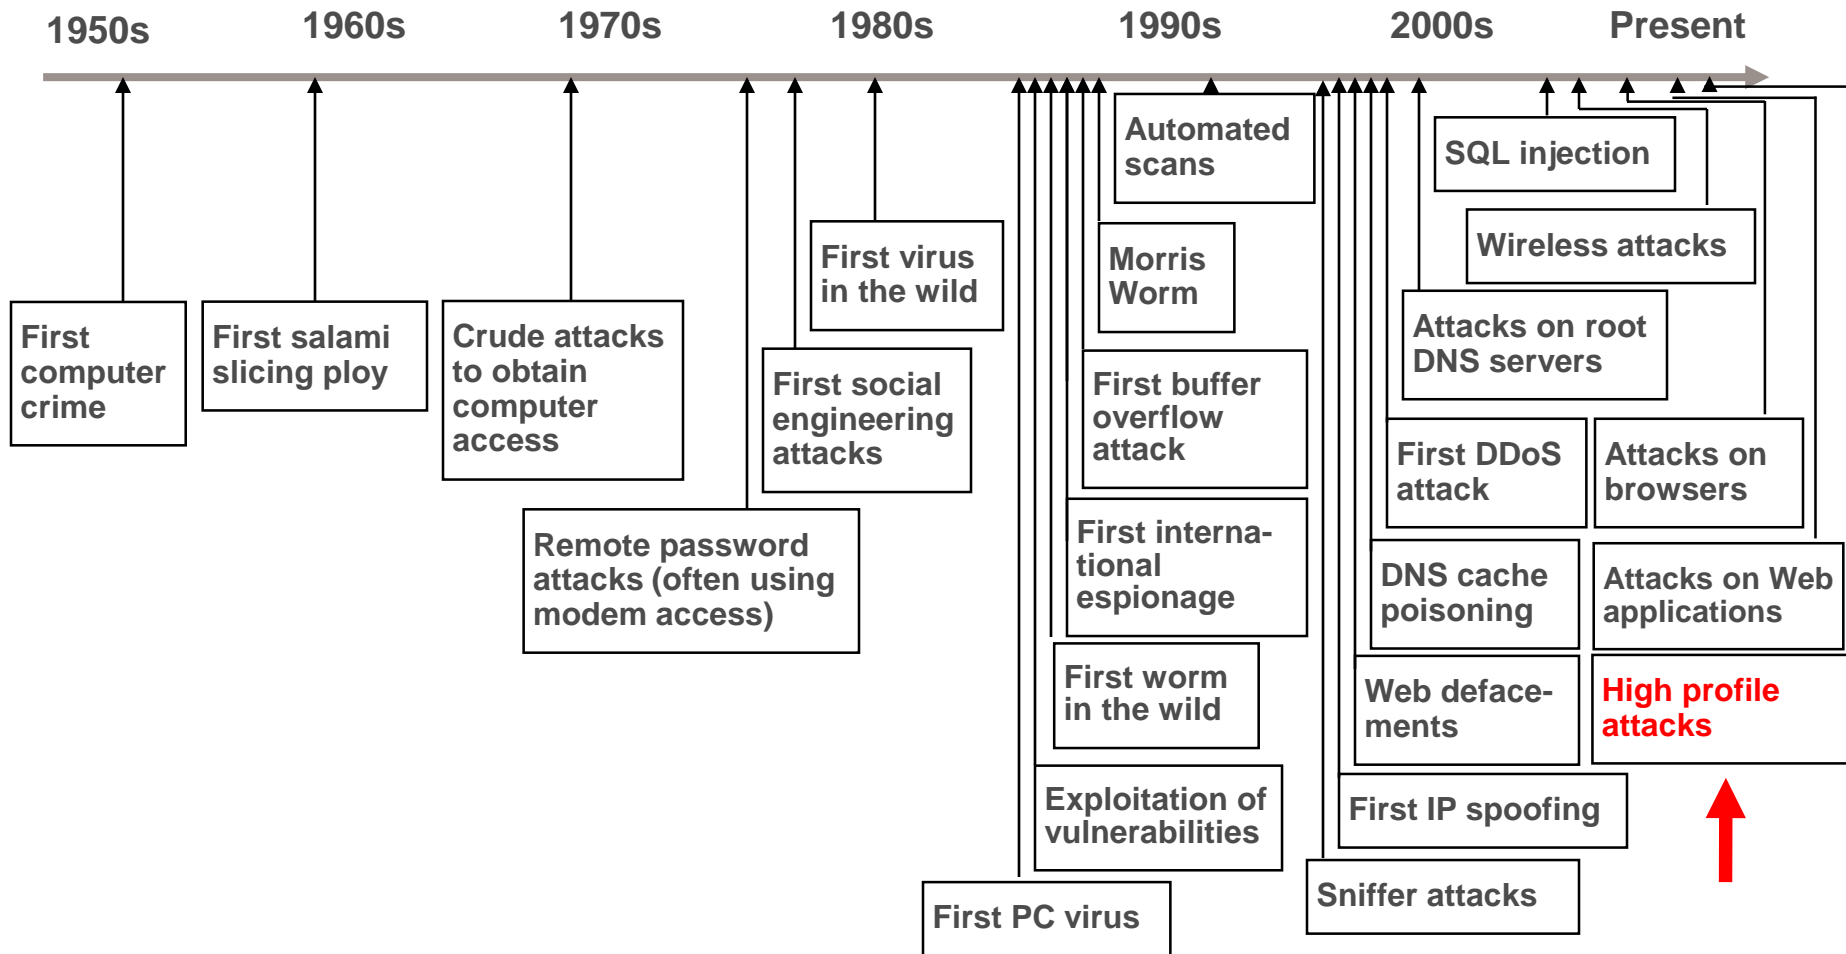 1950s
1960s
1970s
1980s
1990s
2000s
Present
Automated
scans
SQL injection
Wireless attacks
First virus
in the wild
Morris
Worm
First
computer
crime
First salami
slicing ploy
Crude attacks
to obtain
computer
access
Attacks on root
DNS servers
First social
engineering
attacks
First buffer
overflow
attack
First DDoS
attack
Attacks on
browsers
Remote password
attacks (often using
modem access)
First interna-
tional
espionage
DNS cache
poisoning
Attacks on Web
applications
First worm
in the wild
Web deface-
ments
High profile
attacks
Exploitation of
vulnerabilities
First IP spoofing
Sniffer attacks
First PC virus